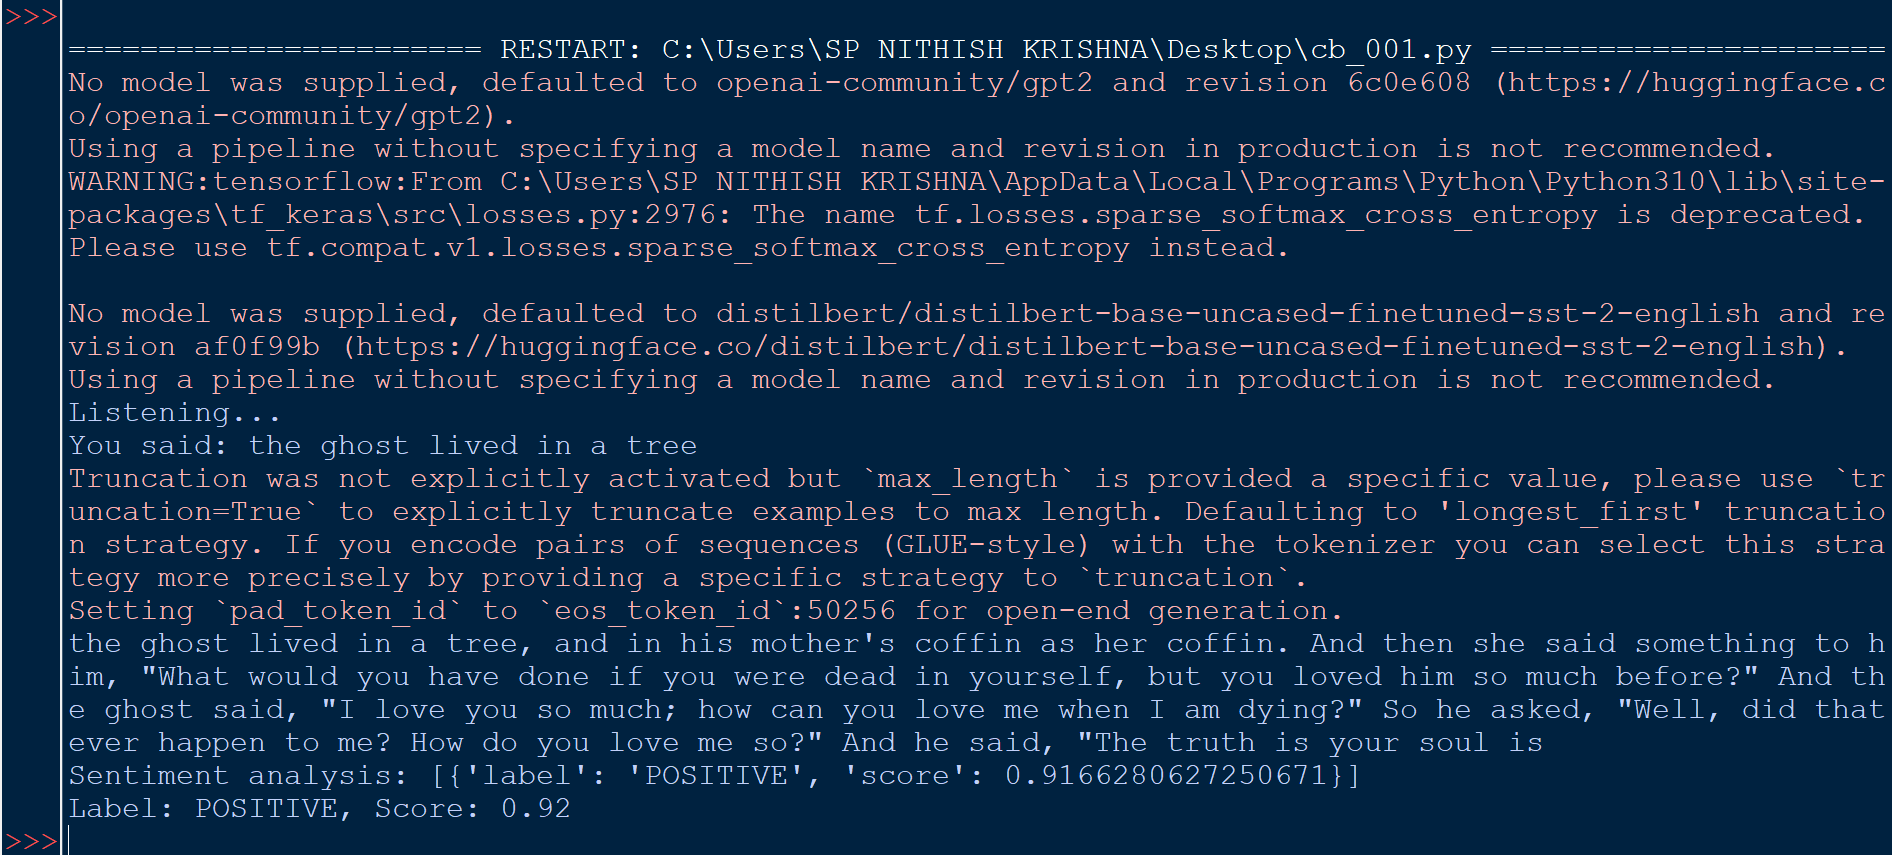 >>>
======================= RESTART: C:\Users\SP NITHISH KRISHNA\Desktop\cb_001.py ======================
No model was supplied, defaulted to openai-community/gpt2 and revision 6c0e608 (https://huggingface.c
o/openai-community/gpt2).
Using a pipeline without specifying a model name and revision in production is not recommended.
WARNING:tensorflow:From C:\Users\SP NITHISH KRISHNA\AppData\Local\Programs\Python\Python310\lib\site-
packages\tf_keras\src\losses.py:2976: The name tf.losses.sparse_softmax_cross_entropy is deprecated.
Please use tf.compat.v1.losses.sparse_softmax_cross_entropy instead.

No model was supplied, defaulted to distilbert/distilbert-base-uncased-finetuned-sst-2-english and re
vision af0f99b (https://huggingface.co/distilbert/distilbert-base-uncased-finetuned-sst-2-english).
Using a pipeline without specifying a model name and revision in production is not recommended.
Listening...
You said: the ghost lived in a tree
Truncation was not explicitly activated but `max_length` is provided a specific value, please use `tr
uncation=True` to explicitly truncate examples to max length. Defaulting to 'longest_first' truncatio
n strategy. If you encode pairs of sequences (GLUE-style) with the tokenizer you can select this stra
tegy more precisely by providing a specific strategy to `truncation`.
Setting `pad_token_id` to `eos_token_id`:50256 for open-end generation.
the ghost lived in a tree, and in his mother's coffin as her coffin. And then she said something to h
im, "What would you have done if you were dead in yourself, but you loved him so much before?" And th
e ghost said, "I love you so much; how can you love me when I am dying?" So he asked, "Well, did that
ever happen to me? How do you love me so?" And he said, "The truth is your soul is
Sentiment analysis: [{'label': 'POSITIVE', 'score': 0.9166280627250671}]
Label: POSITIVE, Score: 0.92
>>>